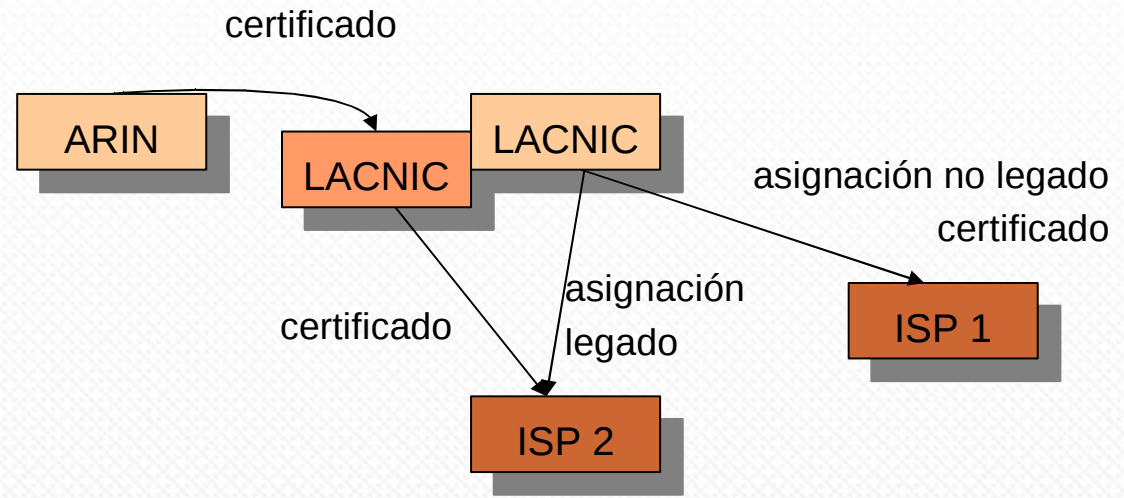 certificado
ARIN
LACNIC
LACNIC
asignación no legado
certificado
certificado
asignación
legado
ISP 1
ISP 2